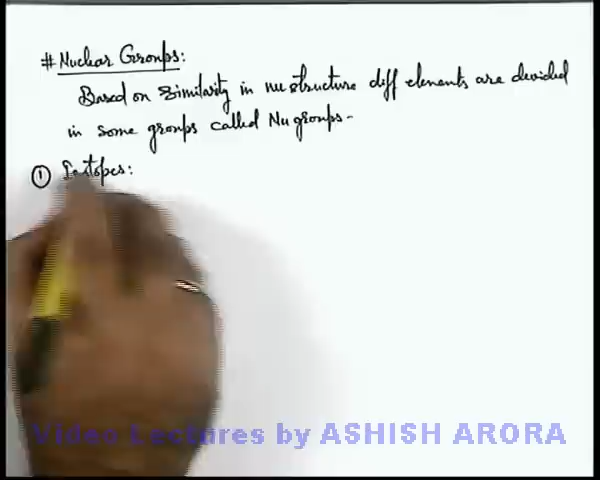 # Nuclear Groups:
Based on similarity in nu structure diff elements are devided
in some groups called Nu groups-
① Isotopes:
Video Lectures by ASHISH ARORA